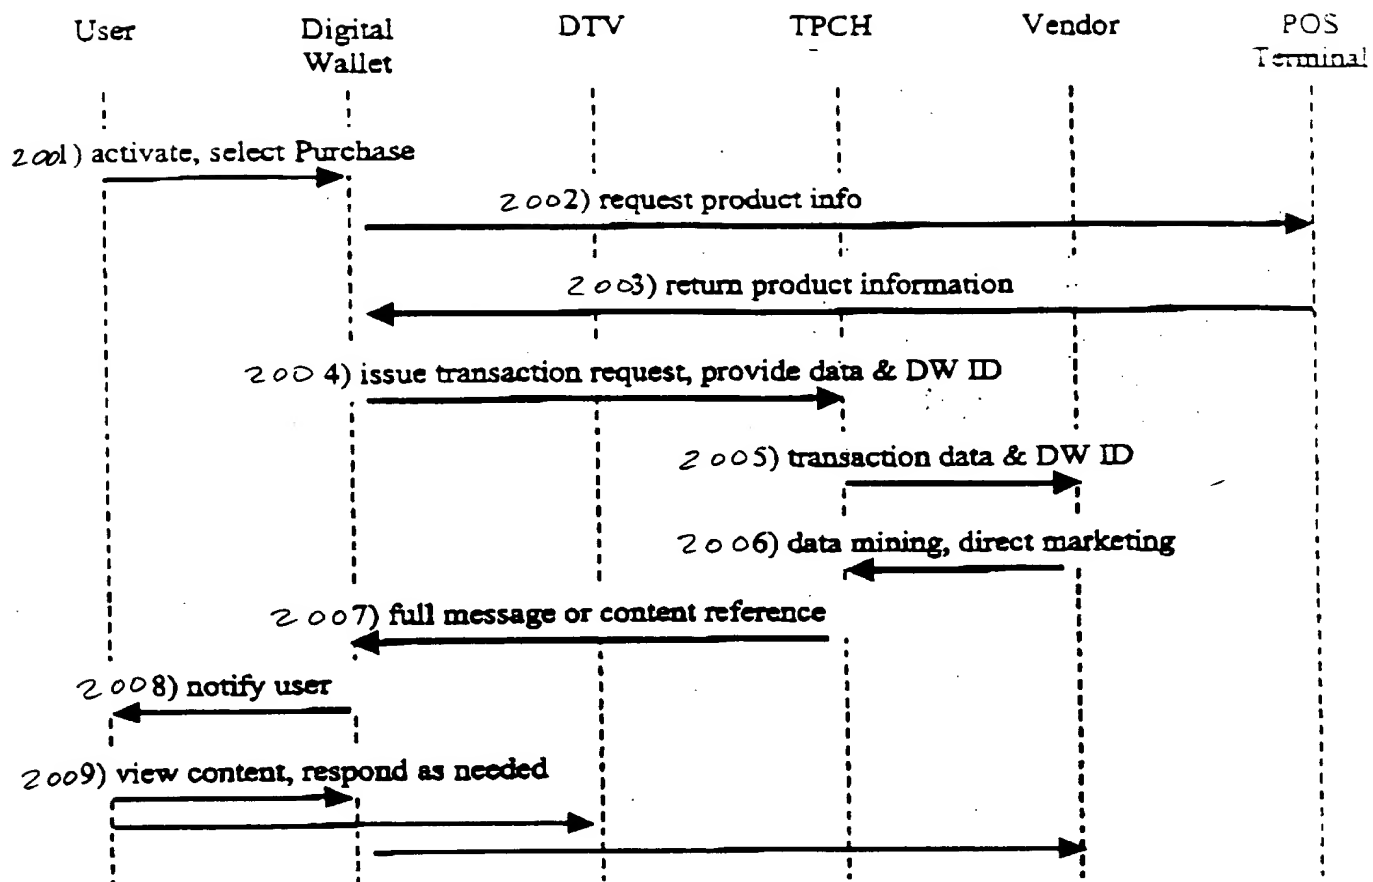 User Digital DTV TPCH Vendor POS
Wallet Terminal
2001) activate, select Purchase
2002) request product info
2003) return product information
2004) issue transaction request, provide data & DW ID
2005) transaction data & DW ID
2006) data mining, direct marketing
2007) full message or content reference
2008) notify user
2009) view content, respond as needed